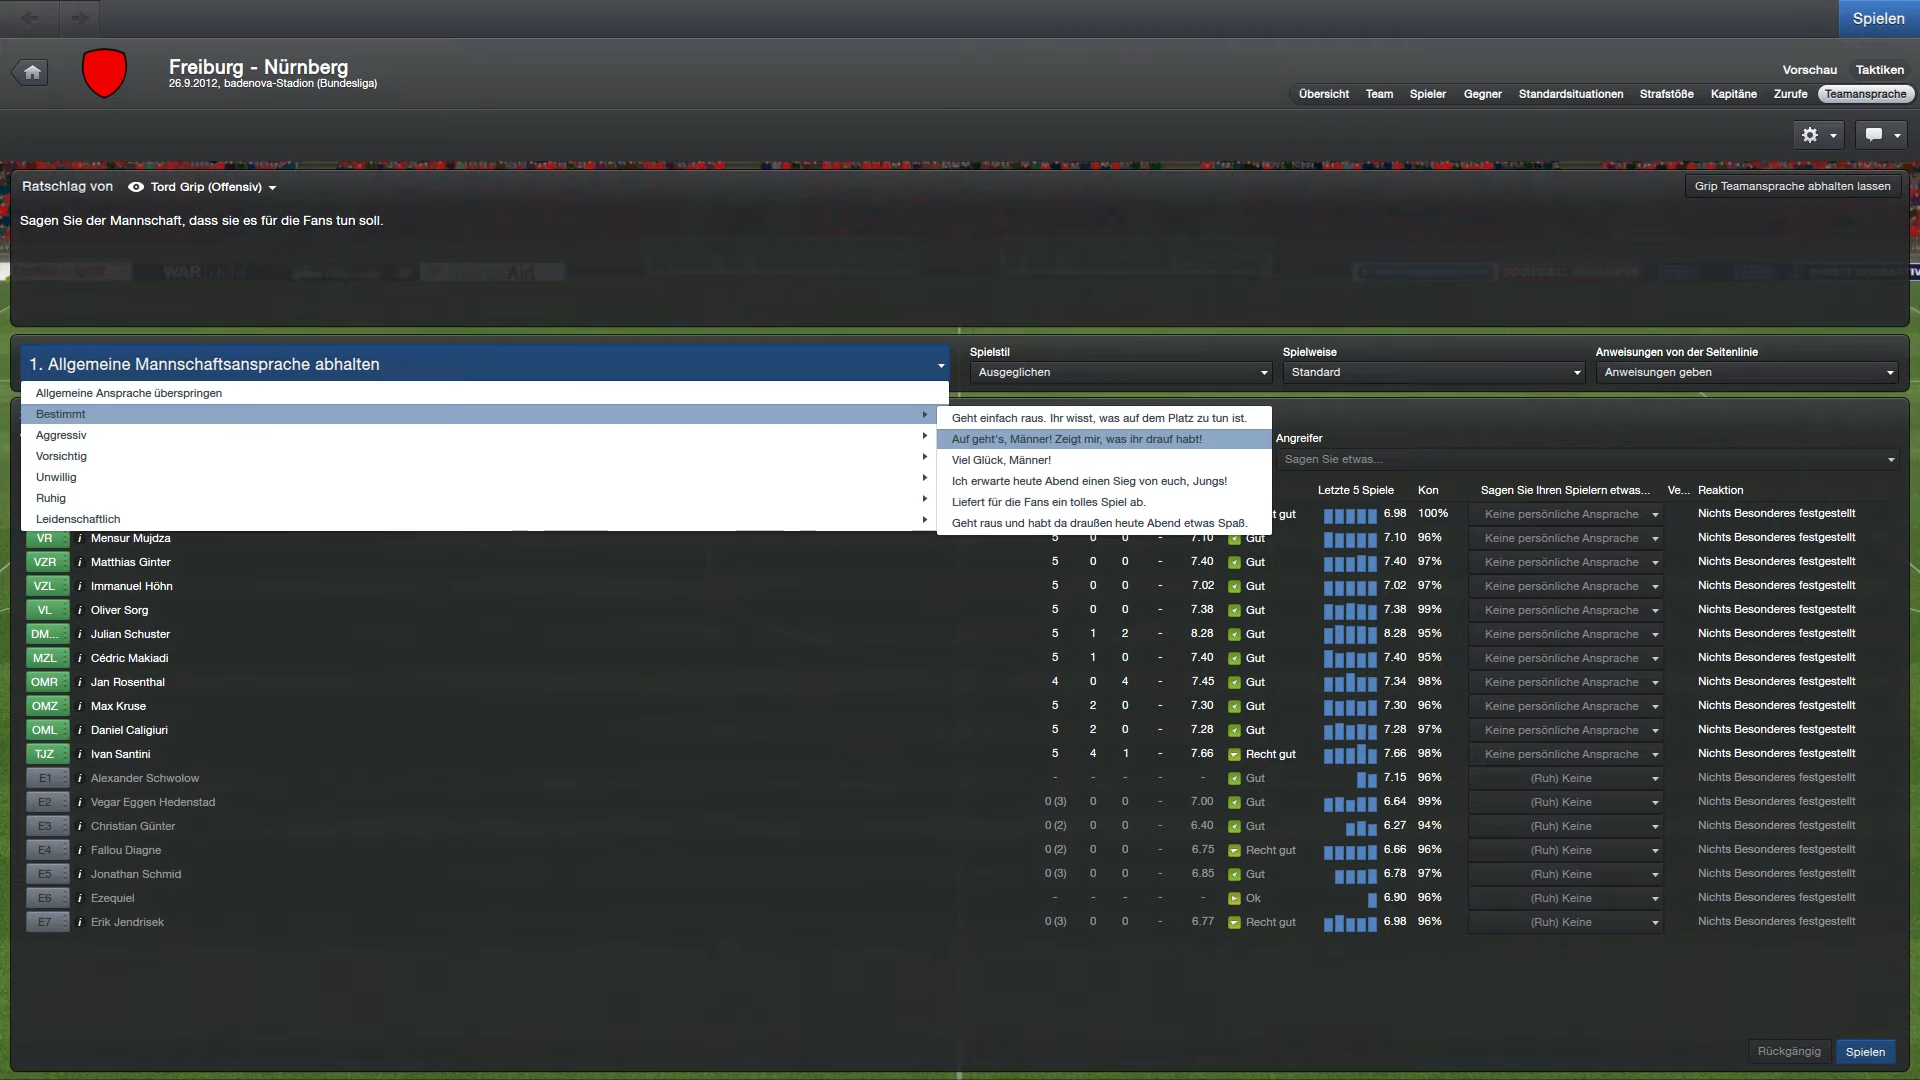 Spielen
Freiburg - Nürnberg
26.9.2012, badenova-Stadion (Bundesliga)
Vorschau Taktiken
Übersicht Team Spieler Gegner Standardsituationen Strafstöße Kapitäne Zurufe Teamansprache
Ratschlag von Tord Grip (Offensiv) Grip Teamansprache abhalten lassen
Sagen Sie der Mannschaft, dass sie es für die Fans tun soll.
1. Allgemeine Mannschaftsansprache abhalten
Spielstil Spielweise Anweisungen von der Seitenlinie
Ausgeglichen Standard Anweisungen geben
Allgemeine Ansprache überspringen
Bestimmt
Aggressiv
Vorsichtig
Unwillig
Ruhig
Leidenschaftlich
Geht einfach raus. Ihr wisst, was auf dem Platz zu tun ist.
Auf geht's, Männer! Zeigt mir, was ihr drauf habt!
Viel Glück, Männer!
Ich erwarte heute Abend einen Sieg von euch, Jungs!
Liefert für die Fans ein tolles Spiel ab.
Geht raus und habt da draußen heute Abend etwas Spaß.
Angreifer
Sagen Sie etwas...
Letzte 5 Spiele Kon Sagen Sie Ihren Spielern etwas... Ve... Reaktion
t gut 6.98 100% Keine persönliche Ansprache Nichts Besonderes festgestellt
VR i Mensur Mujdza 5 0 0 - 7.10 Gut 7.10 96% Keine persönliche Ansprache Nichts Besonderes festgestellt
VZR i Matthias Ginter 5 0 0 - 7.40 Gut 7.40 97% Keine persönliche Ansprache Nichts Besonderes festgestellt
VZL i Immanuel Höhn 5 0 0 - 7.02 Gut 7.02 97% Keine persönliche Ansprache Nichts Besonderes festgestellt
VL i Oliver Sorg 5 0 0 - 7.38 Gut 7.38 99% Keine persönliche Ansprache Nichts Besonderes festgestellt
DM... i Julian Schuster 5 1 2 - 8.28 Gut 8.28 95% Keine persönliche Ansprache Nichts Besonderes festgestellt
MZL i Cédric Makiadi 5 1 0 - 7.40 Gut 7.40 95% Keine persönliche Ansprache Nichts Besonderes festgestellt
OMR i Jan Rosenthal 4 0 4 - 7.45 Gut 7.34 98% Keine persönliche Ansprache Nichts Besonderes festgestellt
OMZ i Max Kruse 5 2 0 - 7.30 Gut 7.30 96% Keine persönliche Ansprache Nichts Besonderes festgestellt
OML i Daniel Caligiuri 5 2 0 - 7.28 Gut 7.28 97% Keine persönliche Ansprache Nichts Besonderes festgestellt
TJZ i Ivan Santini 5 4 1 - 7.66 Recht gut 7.66 98% Keine persönliche Ansprache Nichts Besonderes festgestellt
E1 i Alexander Schwolow - - - - - Gut 7.15 96% (Ruh) Keine Nichts Besonderes festgestellt
E2 i Vegar Eggen Hedenstad 0 (3) 0 0 - 7.00 Gut 6.64 99% (Ruh) Keine Nichts Besonderes festgestellt
E3 i Christian Günter 0 (2) 0 0 - 6.40 Gut 6.27 94% (Ruh) Keine Nichts Besonderes festgestellt
E4 i Fallou Diagne 0 (2) 0 0 - 6.75 Recht gut 6.66 96% (Ruh) Keine Nichts Besonderes festgestellt
E5 i Jonathan Schmid 0 (3) 0 0 - 6.85 Gut 6.78 97% (Ruh) Keine Nichts Besonderes festgestellt
E6 i Ezequiel - - - - - Ok 6.90 96% (Ruh) Keine Nichts Besonderes festgestellt
E7 i Erik Jendrisek 0 (3) 0 0 - 6.77 Recht gut 6.98 96% (Ruh) Keine Nichts Besonderes festgestellt
Rückgängig Spielen